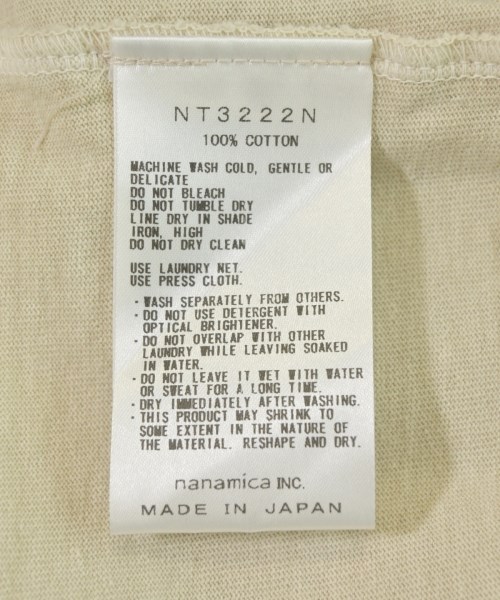 NT3222N
100% COTTON
MACHINE WASH COLD, GENTLE OR
DELICATE
DO NOT BLEACH
DO NOT TUMBLE DRY
LINE DRY IN SHADE
IRON, HIGH
DO NOT DRY CLEAN
USE LAUNDRY NET.
USE PRESS CLOTH.
・WASH SEPARATELY FROM OTHERS.
・DO NOT USE DETERGENT WITH
OPTICAL BRIGHTENER.
・DO NOT OVERLAP WITH OTHER
LAUNDRY WHILE LEAVING SOAKED
IN WATER.
・DO NOT LEAVE IT WET WITH WATER
OR SWEAT FOR A LONG TIME.
・DRY IMMEDIATELY AFTER WASHING.
・THIS PRODUCT MAY SHRINK TO
SOME EXTENT IN THE NATURE OF
THE MATERIAL. RESHAPE AND DRY.
nanamica INC.
MADE IN JAPAN